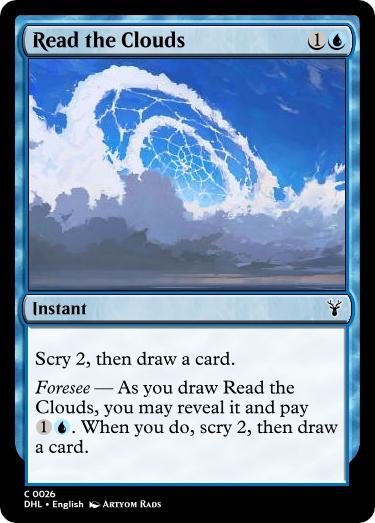 Read the Clouds 1
Instant
Scry 2, then draw a card.
Foresee — As you draw Read the
Clouds, you may reveal it and pay
1 . When you do, scry 2, then draw
a card.
C 0026
DHL • English Artyom Rads